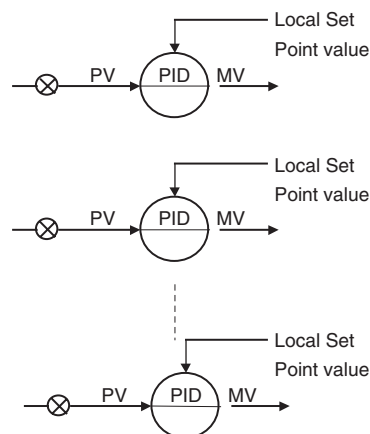 Local Set
Point value
PV PID MV
Local Set
Point value
PV PID MV
Local Set
Point value
PV PID MV